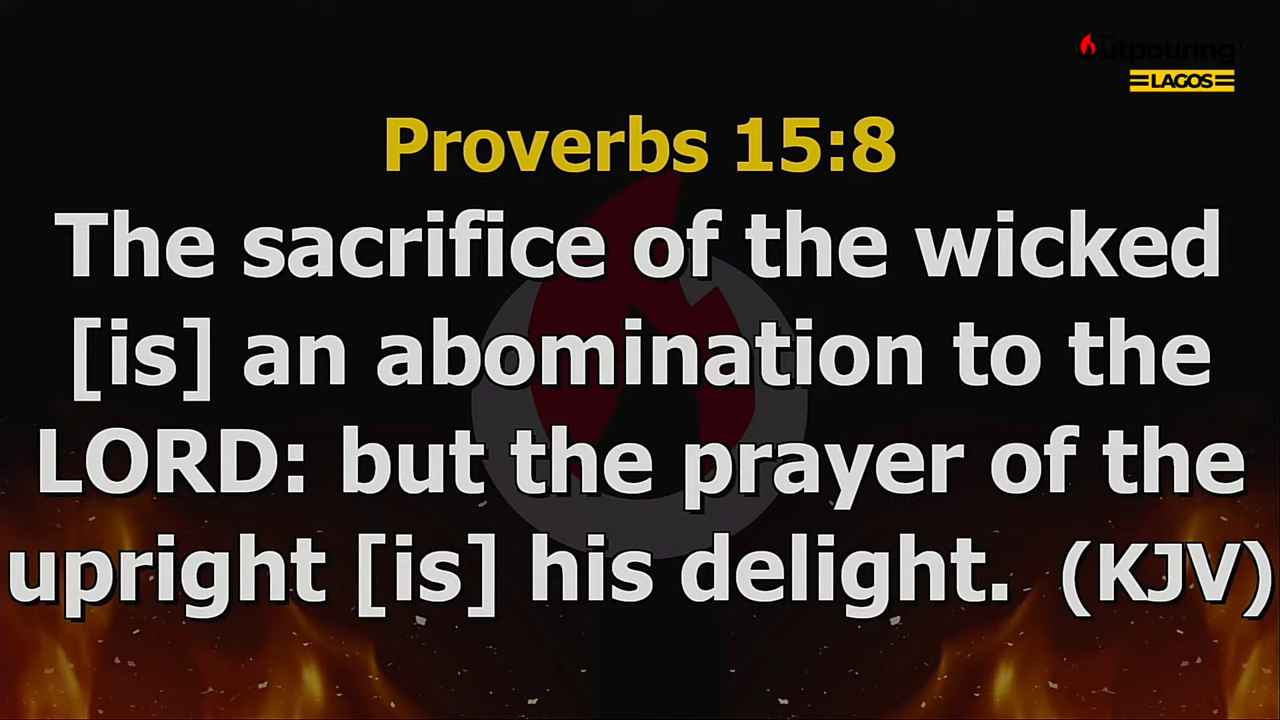 Outpouring
LAGOS
Proverbs 15:8
The sacrifice of the wicked
[is] an abomination to the
LORD: but the prayer of the
upright [is] his delight. (KJV)